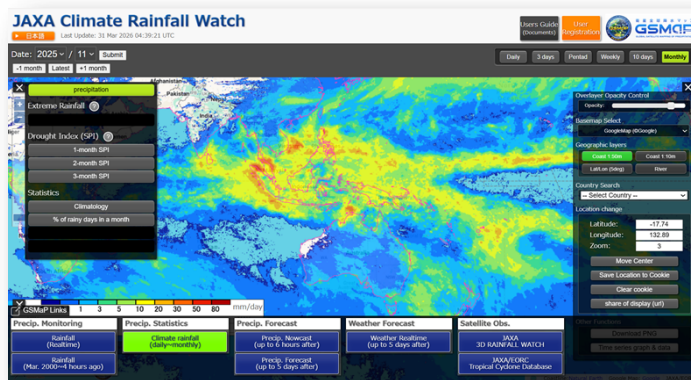 JAXA Climate Rainfall Watch
▶ 日本語 Last Update: 31 Mar 2026 04:39:21 UTC
Users Guide
(Documents)
User
Registration
GSMaP
Date: 2025 / 11 Submit
-1 month Latest +1 month
Daily 3 days Pentad Weekly 10 days Monthly
precipitation
Extreme Rainfall ?
Drought Index (SPI) ?
1-month SPI
2-month SPI
3-month SPI
Statistics
Climatology
% of rainy days in a month
Afghanistan
Pakistan
India
Overlayer Opacity Control
Opacity:
Basemap Select
GoogleMap (©Google)
Geographic layers
Coast 1:50m Coast 1:10m
Lat/Lon (5deg) River
Country Search
-- Select Country --
Location change
Latitude: -17.74
Longitude: 132.89
Zoom: 3
Move Center
Save Location to Cookie
Clear cookie
share of display (url)
Other Functions
Download PNG
Time series graph & data
GSMaP Links
1 3 5 10 20 30 50 80 mm/day
Precip. Monitoring
Rainfall
(Realtime)
Rainfall
(Mar. 2000~4 hours ago)
Precip. Statistics
Climate rainfall
(daily~monthly)
Precip. Forecast
Precip. Nowcast
(up to 6 hours after)
Precip. Forecast
(up to 5 days after)
Weather Forecast
Weather Realtime
(up to 5 days after)
Satellite Obs.
JAXA
3D RAINFALL WATCH
JAXA/EORC
Tropical Cyclone Database